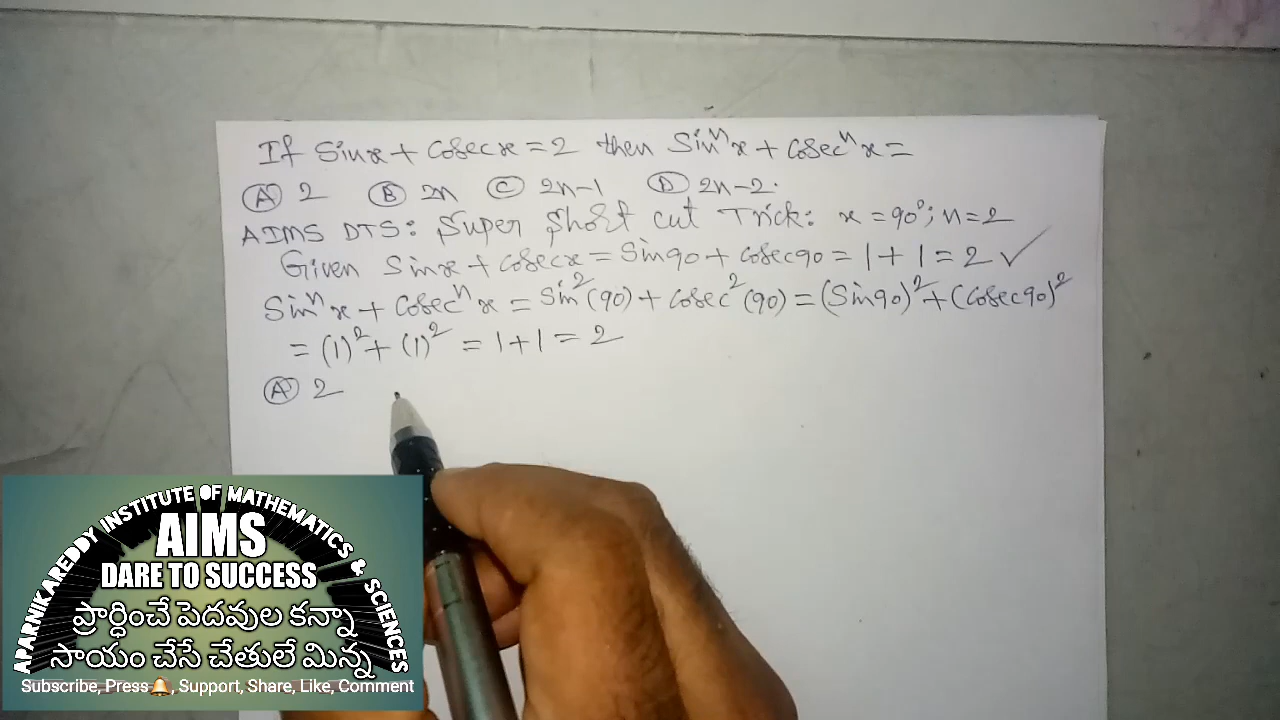 If Sinx + Cosecx = 2 then Sinⁿx + Cosecⁿx =
Ⓐ 2 Ⓑ 2n Ⓒ 2n-1 Ⓓ 2n-2.
AIMS DTS: Super Short cut Trick: x = 90°; n = 2
Given Sinx + Cosecx = Sin90 + Cosec90 = 1 + 1 = 2 ✓
Sinⁿx + Cosecⁿx = Sin²(90) + Cosec²(90) = (Sin90)² + (Cosec90)²
= (1)² + (1)² = 1 + 1 = 2
Ⓐ 2
APARNIKAREDDY INSTITUTE OF MATHEMATICS & SCIENCES
AIMS
DARE TO SUCCESS
ప్రార్ధించే పెదవుల కన్నా
సాయం చేసే చేతులే మిన్న
Subscribe, Press🔔, Support, Share, Like, Comment